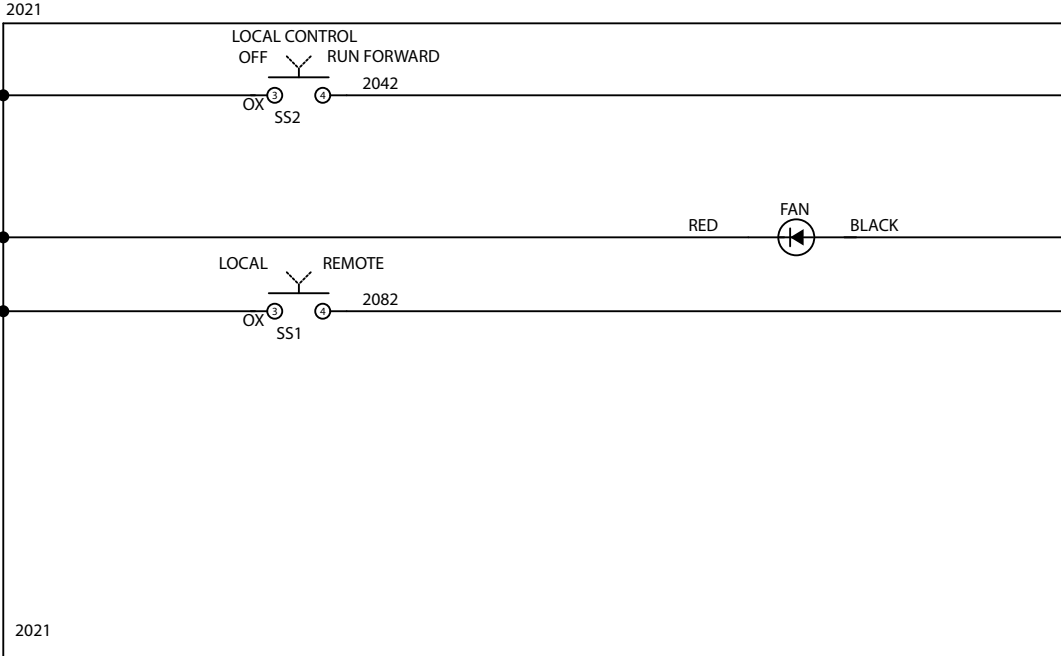 2021
LOCAL CONTROL
OFF RUN FORWARD
2042
OX 3 4
SS2
FAN
RED BLACK
LOCAL REMOTE
2082
OX 3 4
SS1
2021